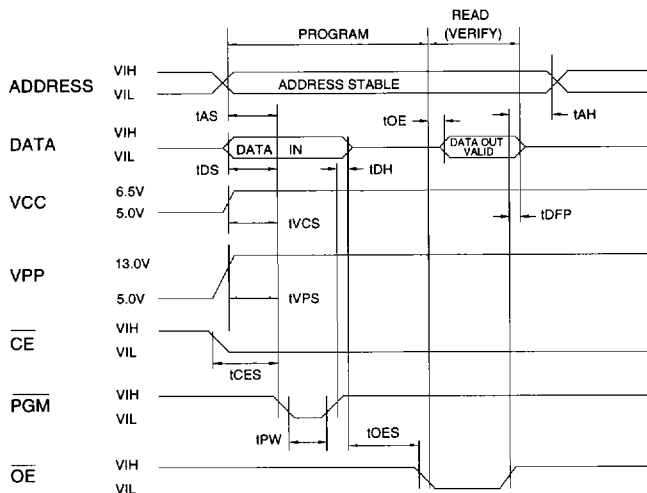 PROGRAM
READ
(VERIFY)
ADDRESS
VIH
VIL
ADDRESS STABLE
tAS
tOE
tAH
DATA
VIH
VIL
DATA IN
DATA OUT
VALID
tDS
tDH
VCC
6.5V
5.0V
tVCS
tDFP
VPP
13.0V
5.0V
tVPS
CE
VIH
VIL
tCES
PGM
VIH
VIL
tPW
tOES
OE
VIH
VIL